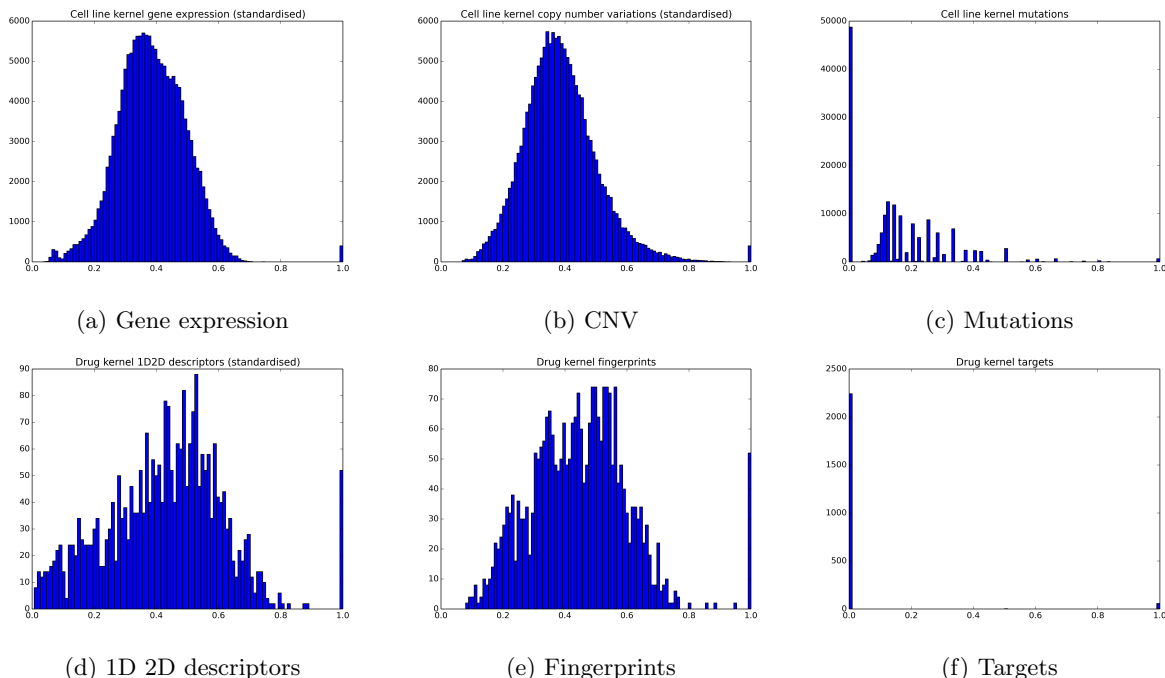 Cell line kernel gene expression (standardised)
6000
5000
4000
3000
2000
1000
0
0.0 0.2 0.4 0.6 0.8 1.0
(a) Gene expression
Cell line kernel copy number variations (standardised)
6000
5000
4000
3000
2000
1000
0
0.0 0.2 0.4 0.6 0.8 1.0
(b) CNV
Cell line kernel mutations
50000
40000
30000
20000
10000
0
0.0 0.2 0.4 0.6 0.8 1.0
(c) Mutations
Drug kernel 1D2D descriptors (standardised)
90
80
70
60
50
40
30
20
10
0
0.0 0.2 0.4 0.6 0.8 1.0
(d) 1D 2D descriptors
Drug kernel fingerprints
80
70
60
50
40
30
20
10
0
0.0 0.2 0.4 0.6 0.8 1.0
(e) Fingerprints
Drug kernel targets
2500
2000
1500
1000
500
0
0.0 0.2 0.4 0.6 0.8 1.0
(f) Targets